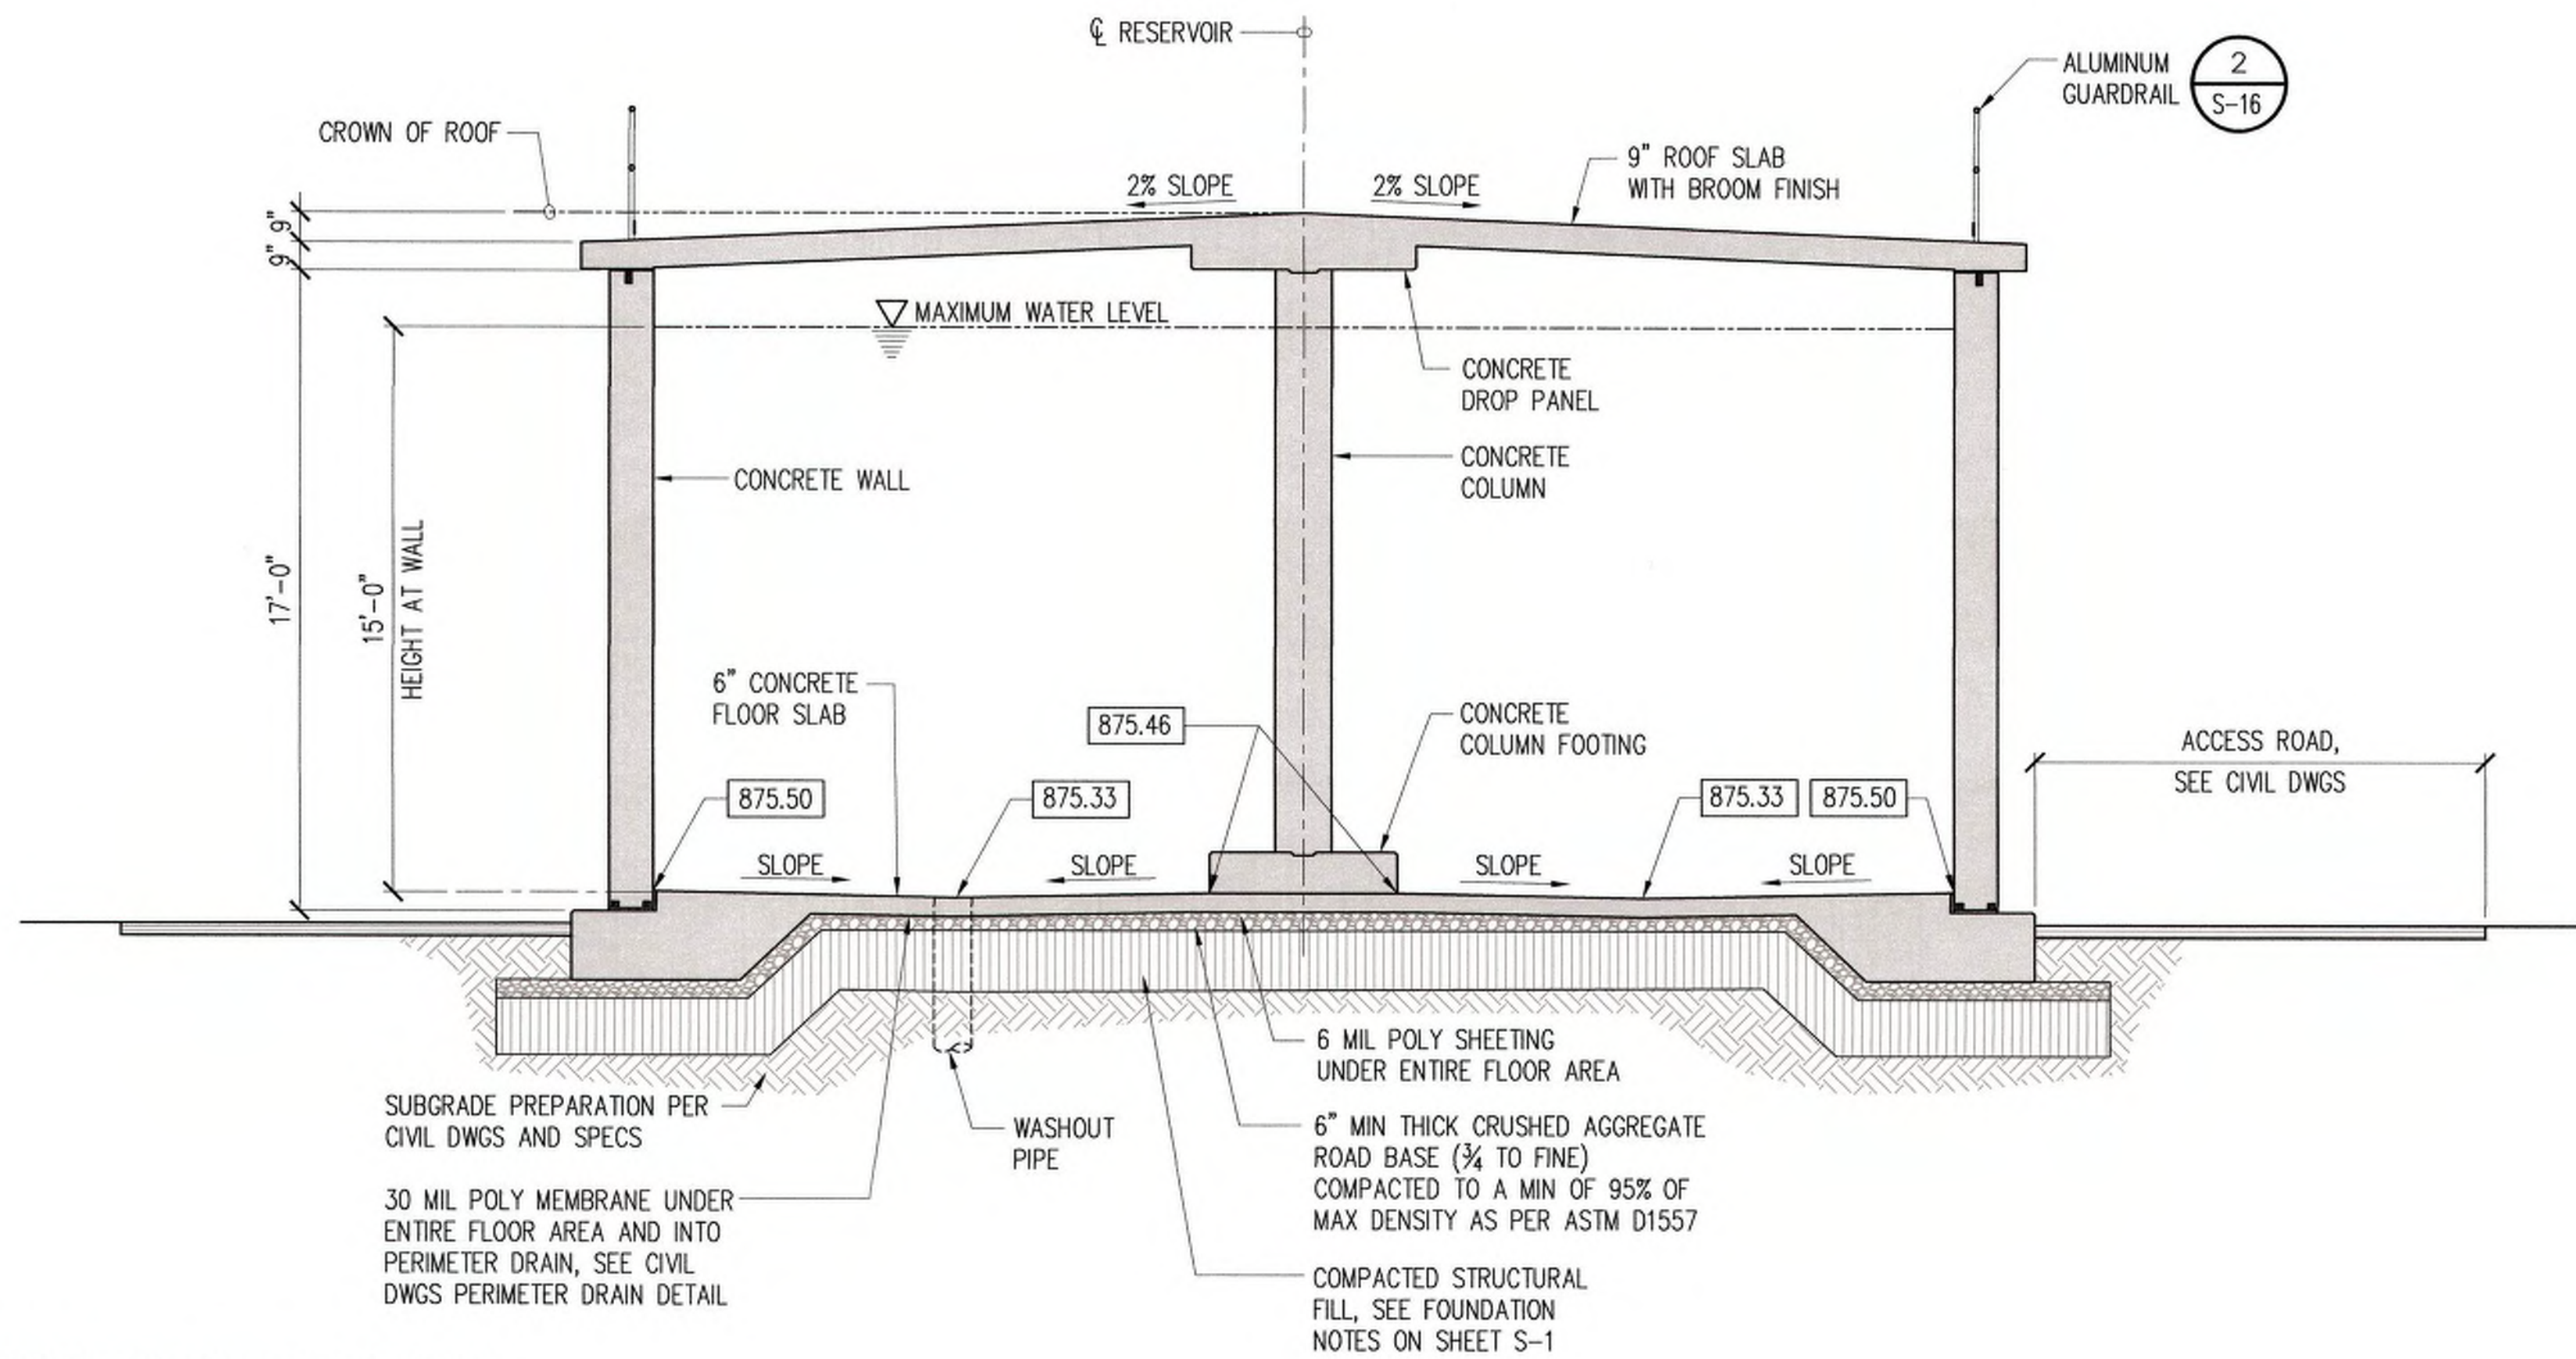 ℄ RESERVOIR
ALUMINUM
GUARDRAIL
2
S-16
CROWN OF ROOF
9" ROOF SLAB
WITH BROOM FINISH
2% SLOPE
2% SLOPE
9"
9"
MAXIMUM WATER LEVEL
CONCRETE
DROP PANEL
CONCRETE WALL
CONCRETE
COLUMN
17'-0"
15'-0"
HEIGHT AT WALL
6" CONCRETE
FLOOR SLAB
875.46
CONCRETE
COLUMN FOOTING
ACCESS ROAD,
SEE CIVIL DWGS
875.50
875.33
875.33
875.50
SLOPE
SLOPE
SLOPE
SLOPE
6 MIL POLY SHEETING
UNDER ENTIRE FLOOR AREA
SUBGRADE PREPARATION PER
CIVIL DWGS AND SPECS
WASHOUT
PIPE
6" MIN THICK CRUSHED AGGREGATE
ROAD BASE (¾ TO FINE)
COMPACTED TO A MIN OF 95% OF
MAX DENSITY AS PER ASTM D1557
30 MIL POLY MEMBRANE UNDER
ENTIRE FLOOR AREA AND INTO
PERIMETER DRAIN, SEE CIVIL
DWGS PERIMETER DRAIN DETAIL
COMPACTED STRUCTURAL
FILL, SEE FOUNDATION
NOTES ON SHEET S-1